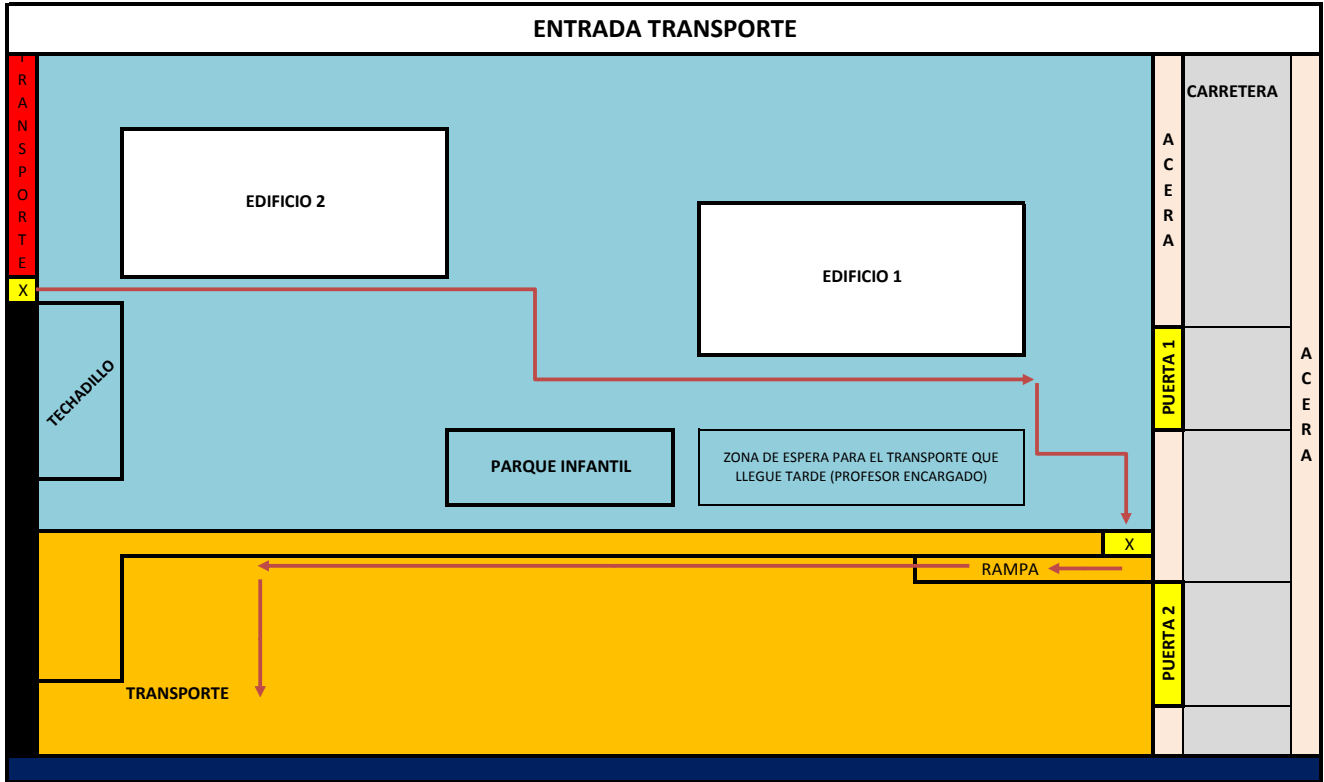 ENTRADA TRANSPORTE
TRANSPORTE
CARRETERA
ACERA
EDIFICIO 2
EDIFICIO 1
X
PUERTA 1
ACERA
TECHADILLO
PARQUE INFANTIL
ZONA DE ESPERA PARA EL TRANSPORTE QUE
LLEGUE TARDE (PROFESOR ENCARGADO)
X
RAMPA
PUERTA 2
TRANSPORTE